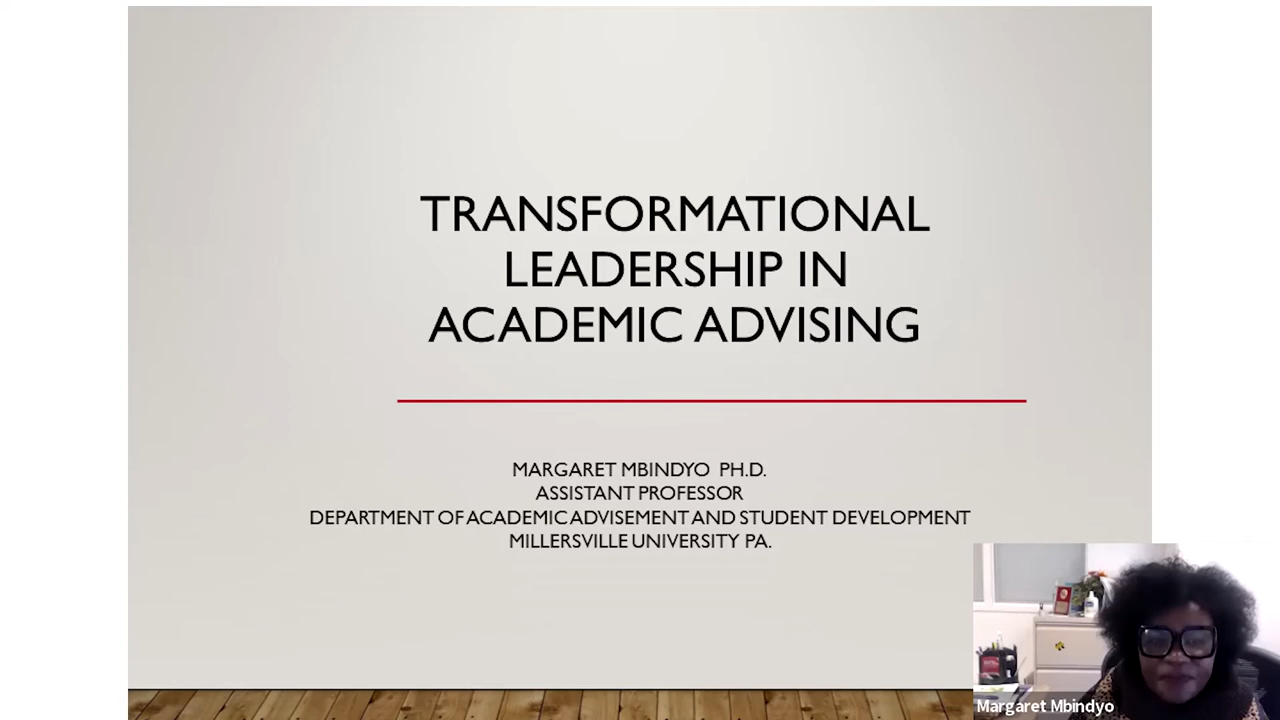 TRANSFORMATIONAL
LEADERSHIP IN
ACADEMIC ADVISING
MARGARET MBINDYO PH.D.
ASSISTANT PROFESSOR
DEPARTMENT OF ACADEMIC ADVISEMENT AND STUDENT DEVELOPMENT
MILLERSVILLE UNIVERSITY PA.
Margaret Mbindyo